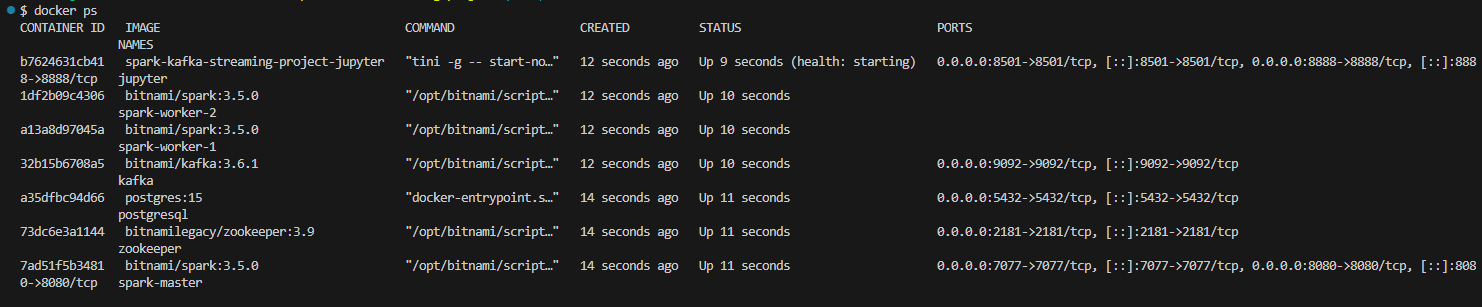 $ docker ps
CONTAINER ID IMAGE COMMAND CREATED STATUS PORTS
NAMES
b7624631cb41 spark-kafka-streaming-project-jupyter "tini -g -- start-no…" 12 seconds ago Up 9 seconds (health: starting) 0.0.0.0:8501->8501/tcp, [::]:8501->8501/tcp, 0.0.0.0:8888->8888/tcp, [::]:888
8->8888/tcp jupyter
1df2b09c4306 bitnami/spark:3.5.0 "/opt/bitnami/script…" 12 seconds ago Up 10 seconds
spark-worker-2
a13a8d97045a bitnami/spark:3.5.0 "/opt/bitnami/script…" 12 seconds ago Up 10 seconds
spark-worker-1
32b15b6708a5 bitnami/kafka:3.6.1 "/opt/bitnami/script…" 12 seconds ago Up 10 seconds 0.0.0.0:9092->9092/tcp, [::]:9092->9092/tcp
kafka
a35dfbc94d66 postgres:15 "docker-entrypoint.s…" 14 seconds ago Up 11 seconds 0.0.0.0:5432->5432/tcp, [::]:5432->5432/tcp
postgresql
73dc6e3a1144 bitnamilegacy/zookeeper:3.9 "/opt/bitnami/script…" 14 seconds ago Up 11 seconds 0.0.0.0:2181->2181/tcp, [::]:2181->2181/tcp
zookeeper
7ad51f5b3481 bitnami/spark:3.5.0 "/opt/bitnami/script…" 14 seconds ago Up 11 seconds 0.0.0.0:7077->7077/tcp, [::]:7077->7077/tcp, 0.0.0.0:8080->8080/tcp, [::]:808
0->8080/tcp spark-master